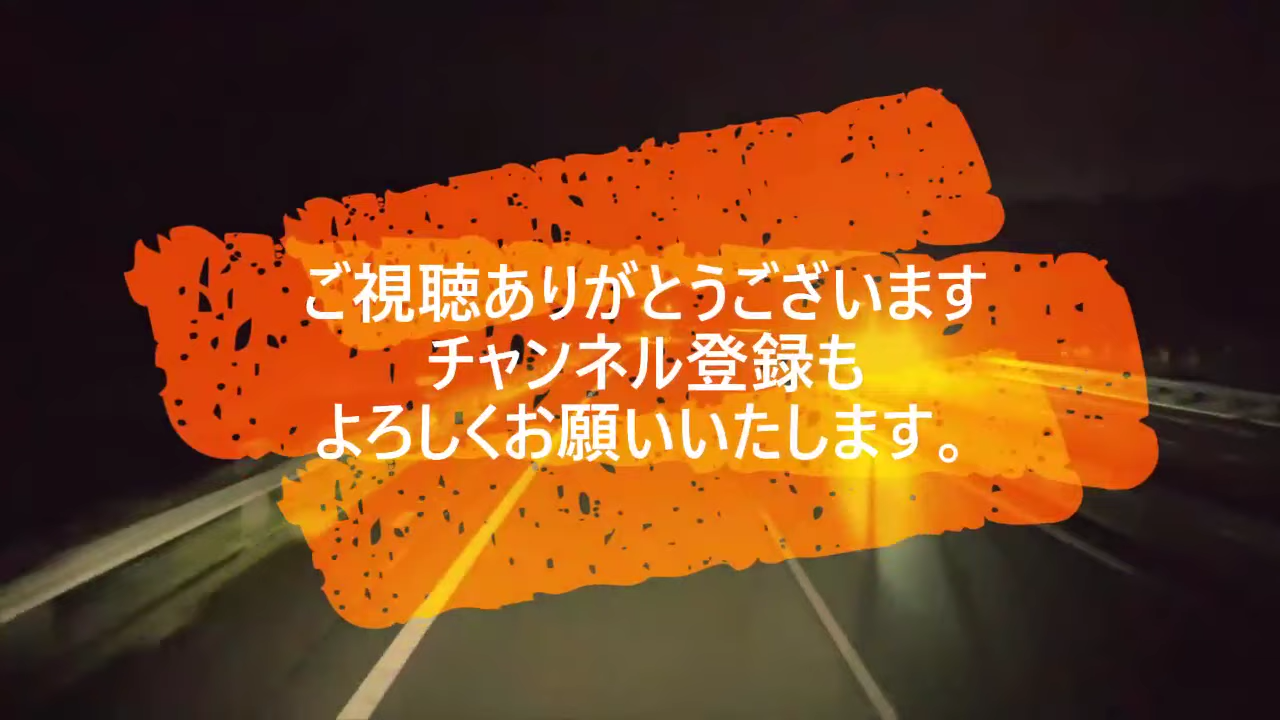 ご視聴ありがとうございます
チャンネル登録も
よろしくお願いいたします。